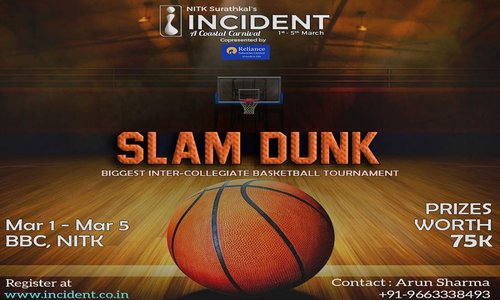 NITK Surathkal's
INCIDENT
A Coastal Carnival
1st - 5th March
Copresented by
Reliance
Industries Limited
SLAM DUNK
BIGGEST INTER-COLLEGIATE BASKETBALL TOURNAMENT
Mar 1 - Mar 5
BBC, NITK
PRIZES
WORTH
75K
Register at
www.incident.co.in
Contact : Arun Sharma
+91-9663338493